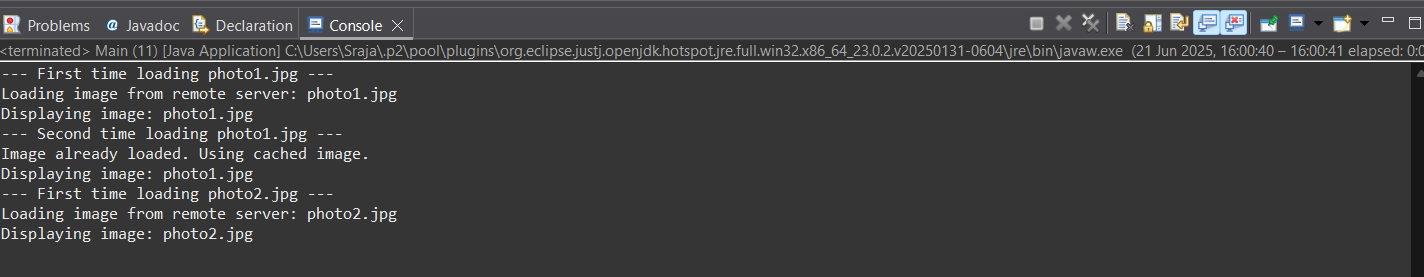 Problems @ Javadoc Declaration Console
<terminated> Main (11) [Java Application] C:\Users\Sraja\.p2\pool\plugins\org.eclipse.justj.openjdk.hotspot.jre.full.win32.x86_64_23.0.2.v20250131-0604\jre\bin\javaw.exe (21 Jun 2025, 16:00:40 – 16:00:41 elapsed: 0:0
--- First time loading photo1.jpg ---
Loading image from remote server: photo1.jpg
Displaying image: photo1.jpg
--- Second time loading photo1.jpg ---
Image already loaded. Using cached image.
Displaying image: photo1.jpg
--- First time loading photo2.jpg ---
Loading image from remote server: photo2.jpg
Displaying image: photo2.jpg